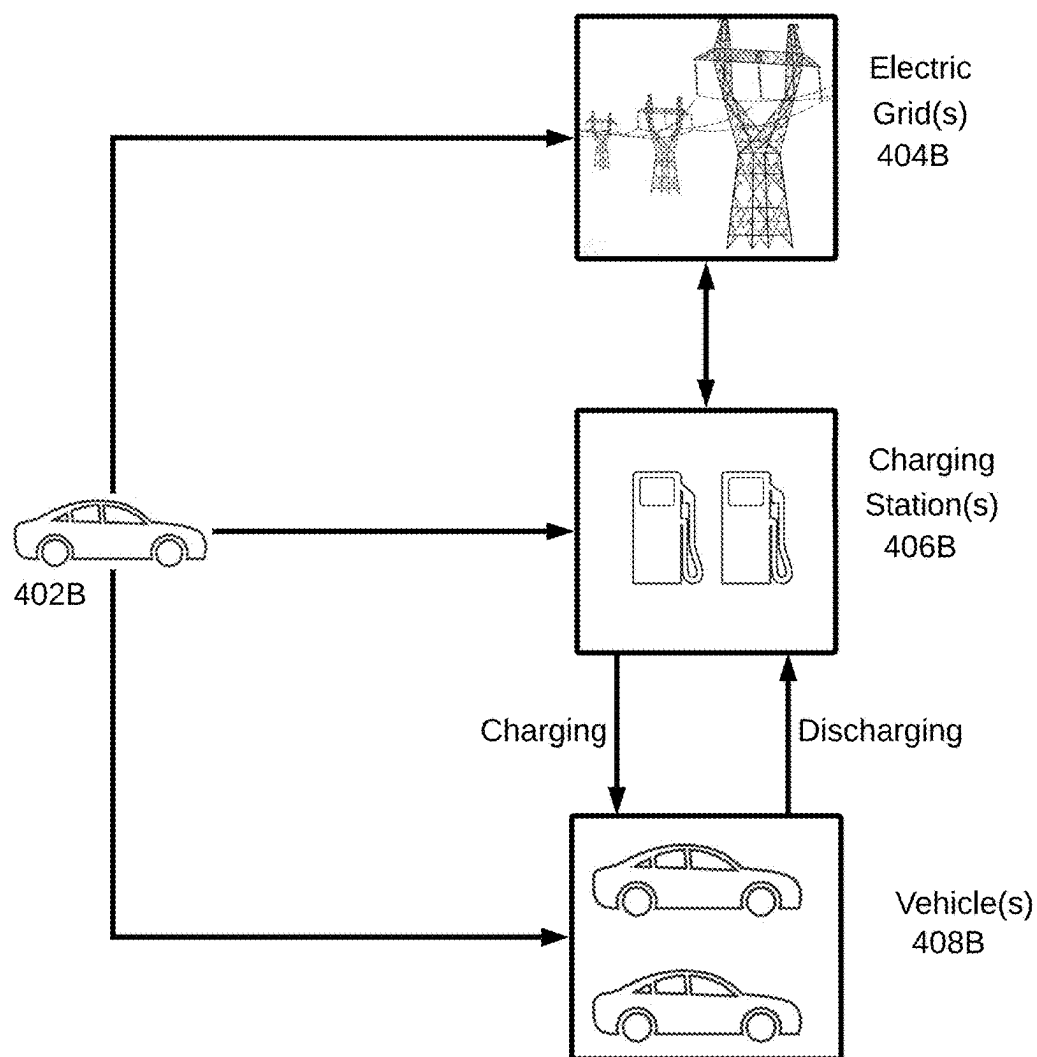 Electric
Grid(s)
404B
Charging
Station(s)
406B
402B
Charging
Discharging
Vehicle(s)
408B